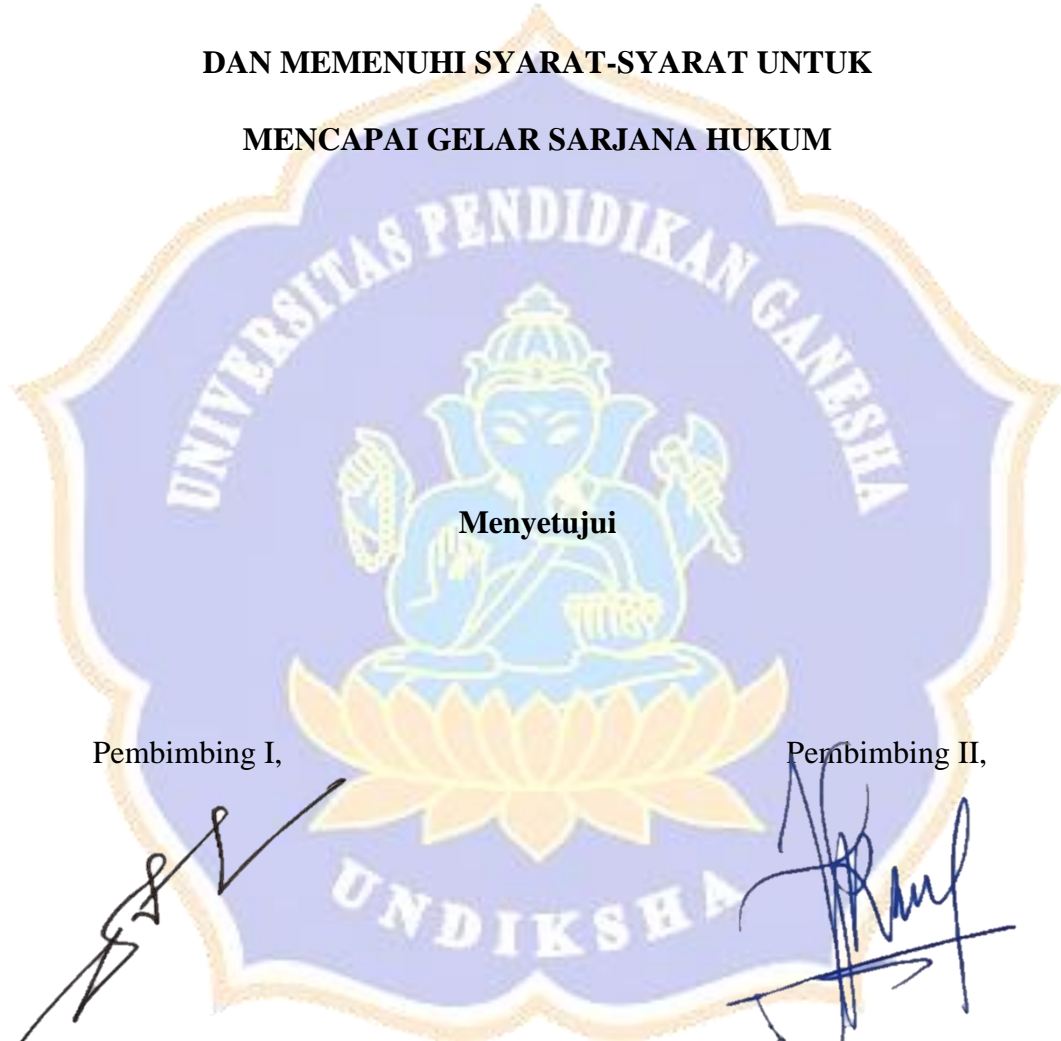 DAN MEMENUHI SYARAT-SYARAT UNTUK
MENCAPAI GELAR SARJANA HUKUM
UNIVERSITAS PENDIDIKAN GANESHA
Menyetujui
Pembimbing I,
Pembimbing II,
UNDIKSHA